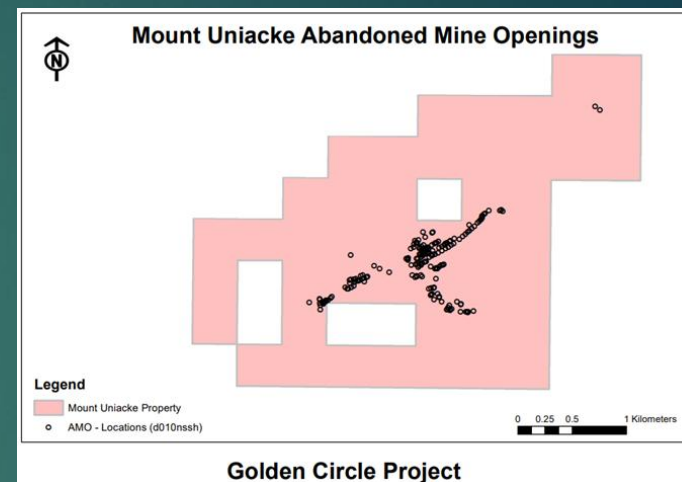 Mount Uniacke Abandoned Mine Openings
N
Legend
Mount Uniacke Property
AMO - Locations (d010nssh)
0 0.25 0.5 1 Kilometers
Golden Circle Project